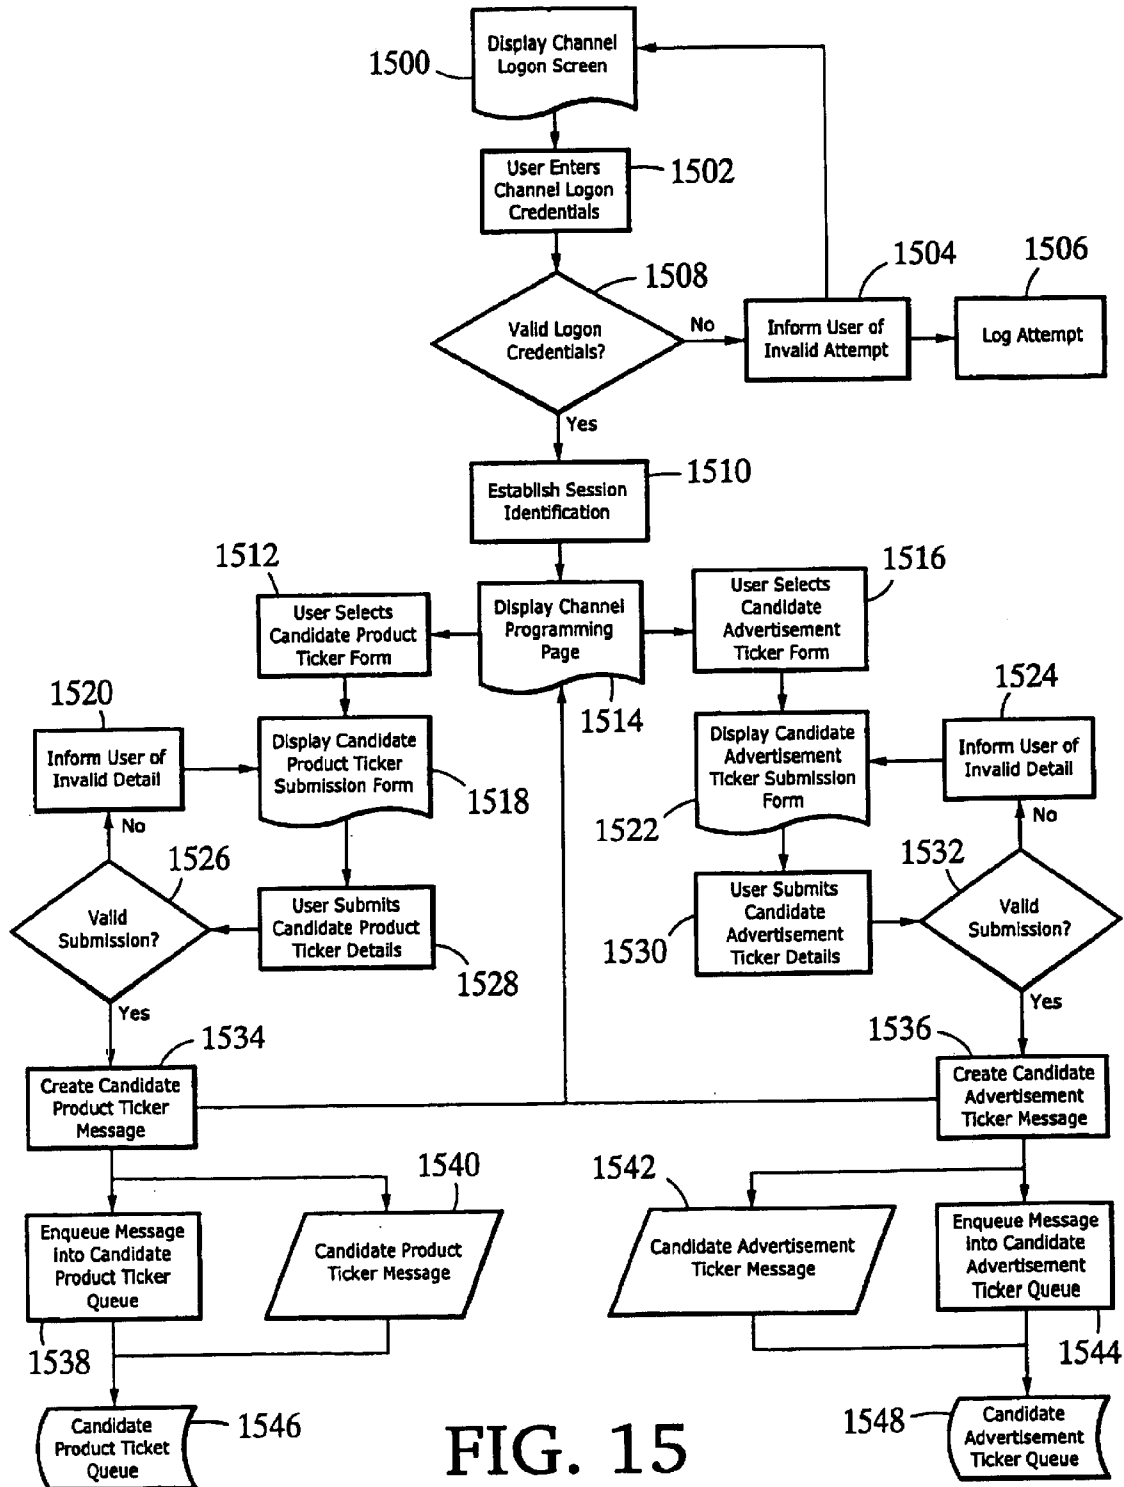 Display Channel
Logon Screen
1500
User Enters
Channel Logon
Credentials
1502
1508
Valid Logon
Credentials?
No
1504
Inform User of
Invalid Attempt
1506
Log Attempt
Yes
Establish Session
Identification
1510
1512
User Selects
Candidate Product
Ticker Form
Display Channel
Programming
Page
1514
1516
User Selects
Candidate
Advertisement
Ticker Form
1520
Inform User of
Invalid Detail
Display Candidate
Product Ticker
Submission Form
1518
Display Candidate
Advertisement
Ticker Submission
Form
1522
1524
Inform User of
Invalid Detail
No
No
1526
Valid
Submission?
User Submits
Candidate Product
Ticker Details
1528
User Submits
Candidate
Advertisement
Ticker Details
1530
1532
Valid
Submission?
Yes
Yes
1534
Create Candidate
Product Ticker
Message
1536
Create Candidate
Advertisement
Ticker Message
1540
1542
Enqueue Message
into Candidate
Product Ticker
Queue
1538
Candidate Product
Ticker Message
Candidate Advertisement
Ticker Message
Enqueue Message
into Candidate
Advertisement
Ticker Queue
1544
Candidate
Product Ticket
Queue
1546
FIG. 15
1548
Candidate
Advertisement
Ticker Queue